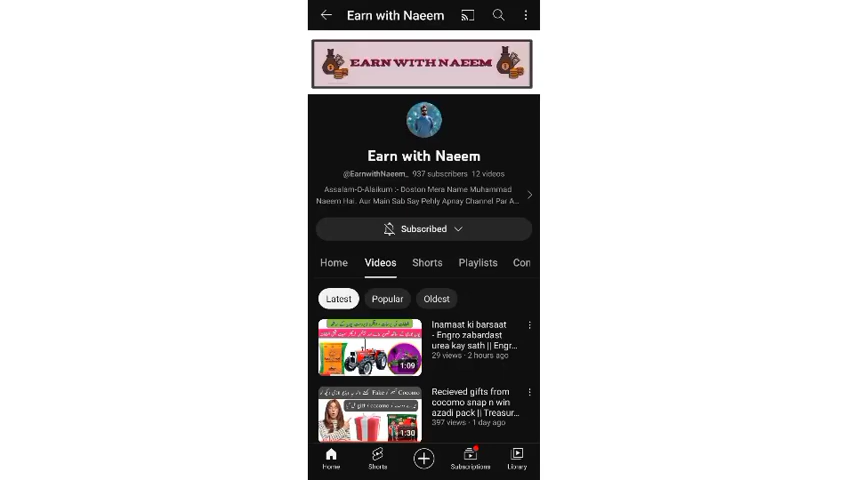 Earn with Naeem
EARN WITH NAEEM
Earn with Naeem
@EarnwithNaeem_ 937 subscribers 12 videos
Assalam-O-Alaikum :- Doston Mera Name Muhammad
Naeem Hai. Aur Main Sab Say Pehly Apnay Channel Par A...
Subscribed
Home Videos Shorts Playlists Con
Latest Popular Oldest
Inamaat ki barsaat
- Engro zabardast
urea kay sath || Engr...
29 views · 2 hours ago
1:09
Recieved gifts from
cocomo snap n win
azadi pack || Treasur...
397 views · 1 day ago
1:30
Home Shorts Subscriptions Library